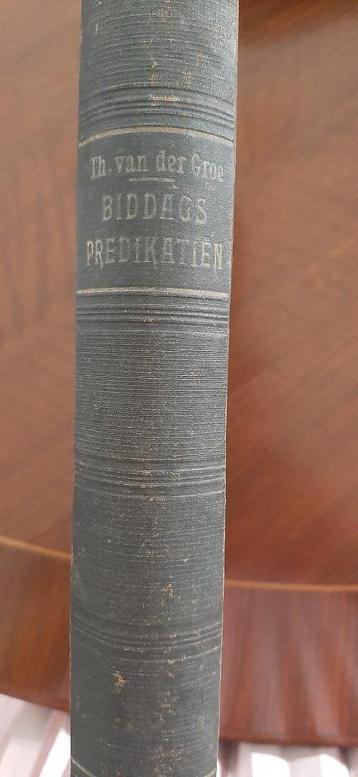 Th. van der Groe
BIDDAGS
PREDIKATIËN